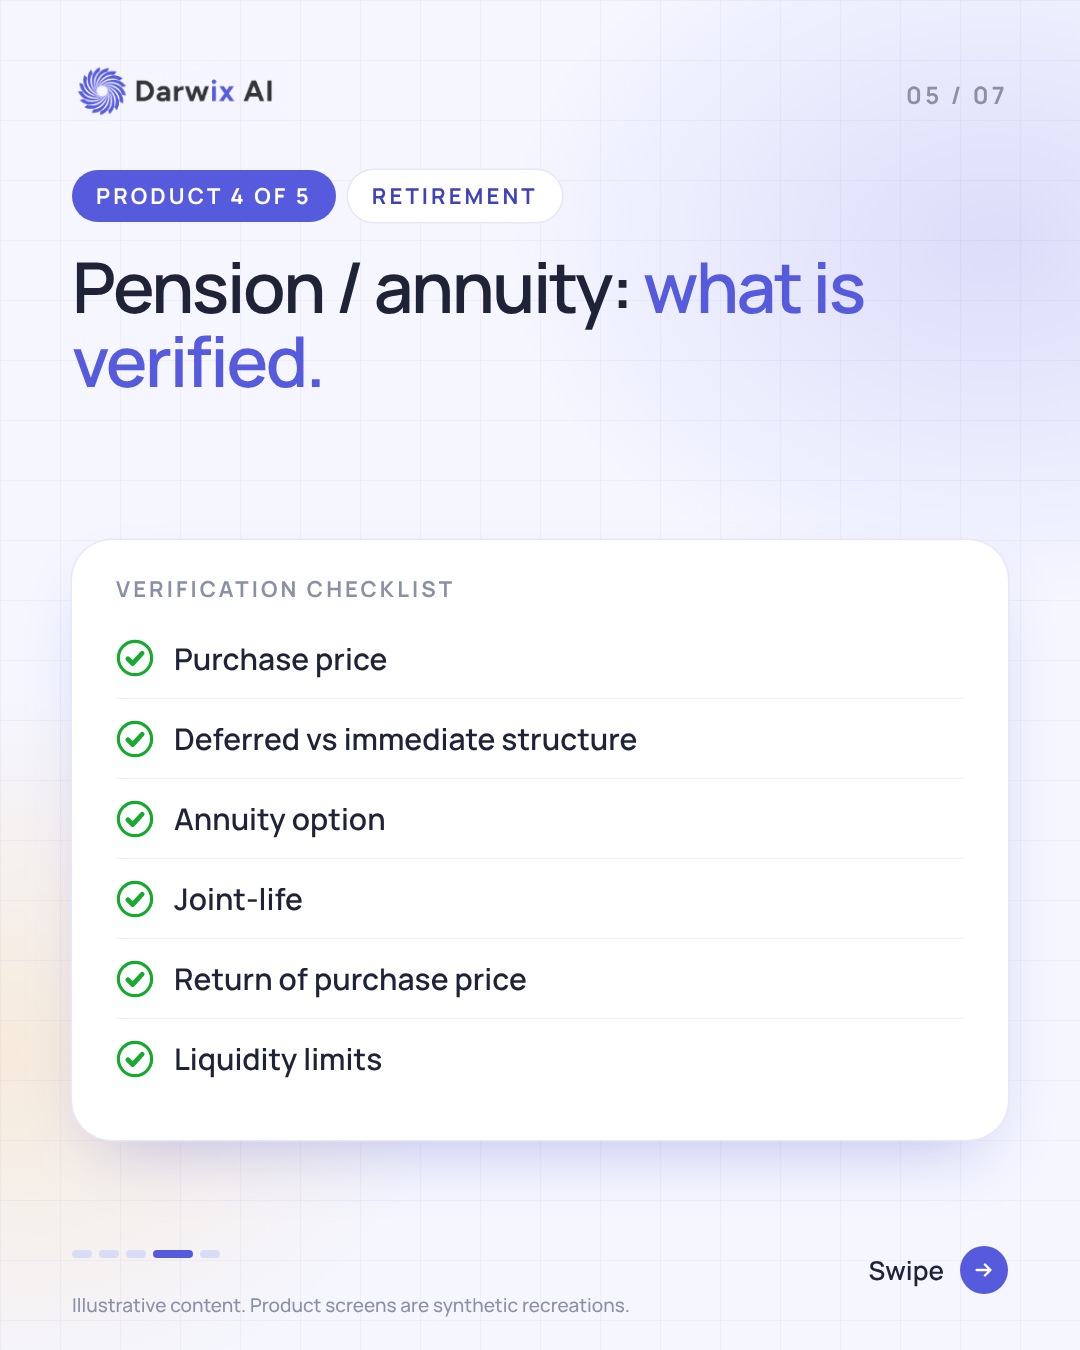 Darwix AI
05 / 07
PRODUCT 4 OF 5
RETIREMENT
Pension / annuity: what is
verified.
VERIFICATION CHECKLIST
Purchase price
Deferred vs immediate structure
Annuity option
Joint-life
Return of purchase price
Liquidity limits
Swipe
Illustrative content. Product screens are synthetic recreations.